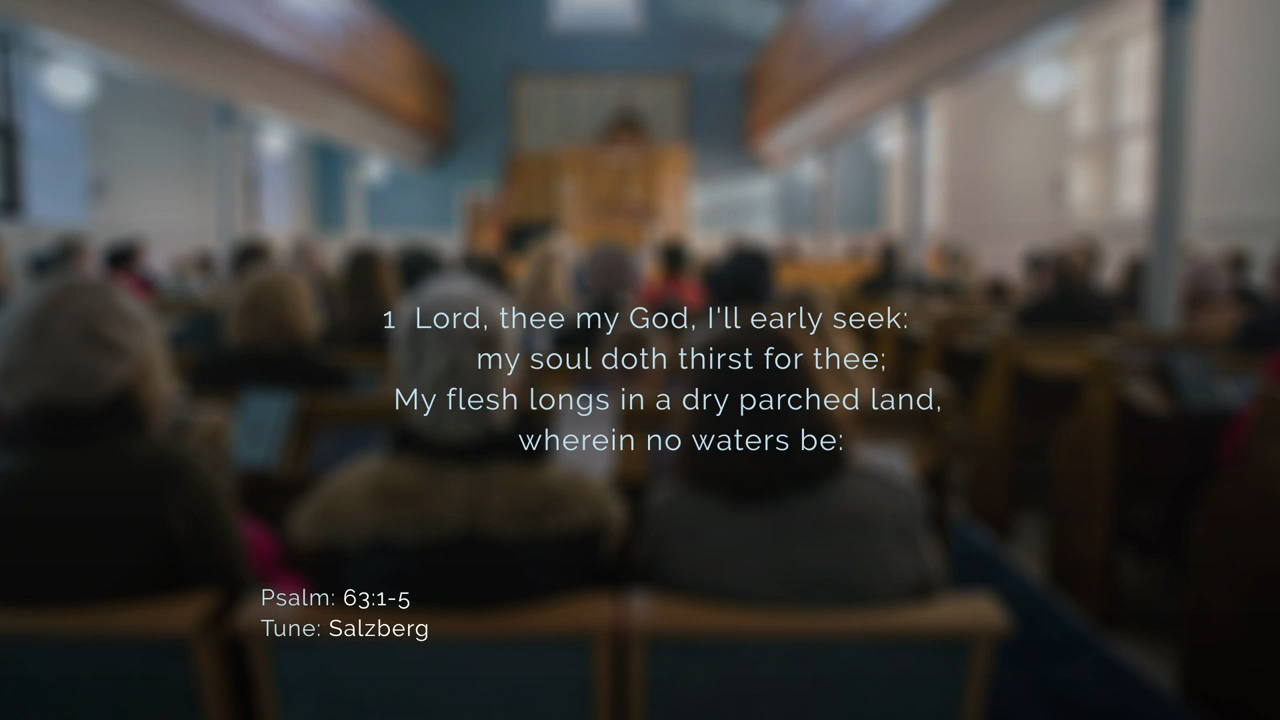 1 Lord, thee my God, I'll early seek:
my soul doth thirst for thee;
My flesh longs in a dry parched land,
wherein no waters be:
Psalm: 63:1-5
Tune: Salzberg